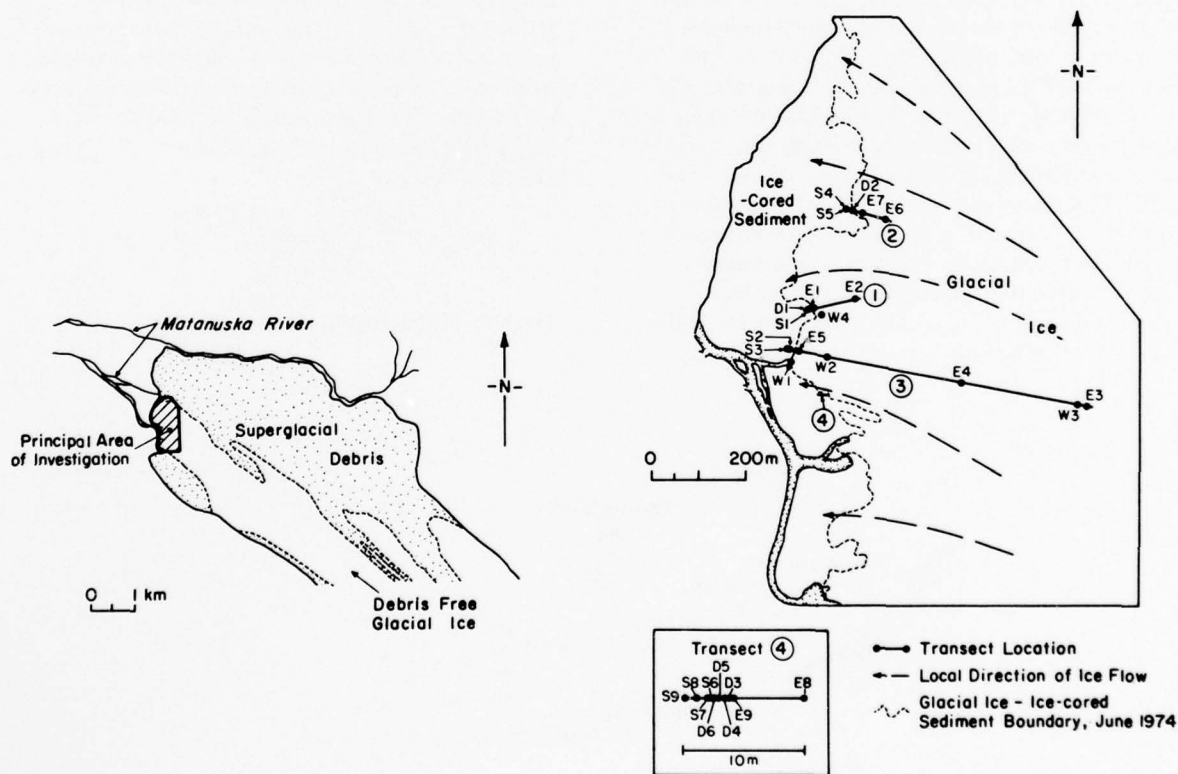 Matanuska River
-N-
Principal Area
of Investigation
Superglacial
Debris
0 1 km
Debris Free
Glacial Ice
-N-
Ice
-Cored
Sediment
S4
D2
E7
E6
S5
2
Glacial
Ice
E1
E2
1
D1
S1
W4
S2
E5
S3
W2
W1
E4
3
E3
W3
4
0 200m
Transect 4
D5
S8 S6 D3
E8
S9
S7
E9
D6 D4
10m
Transect Location
Local Direction of Ice Flow
Glacial Ice - Ice-cored
Sediment Boundary, June 1974